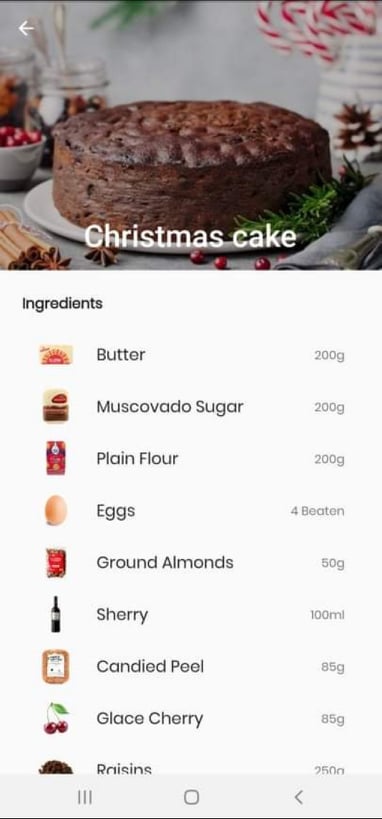 Christmas cake
Ingredients
Butter 200g
Muscovado Sugar 200g
Plain Flour 200g
Eggs 4 Beaten
Ground Almonds 50g
Sherry 100ml
Candied Peel 85g
Glace Cherry 85g
Raisins 250g